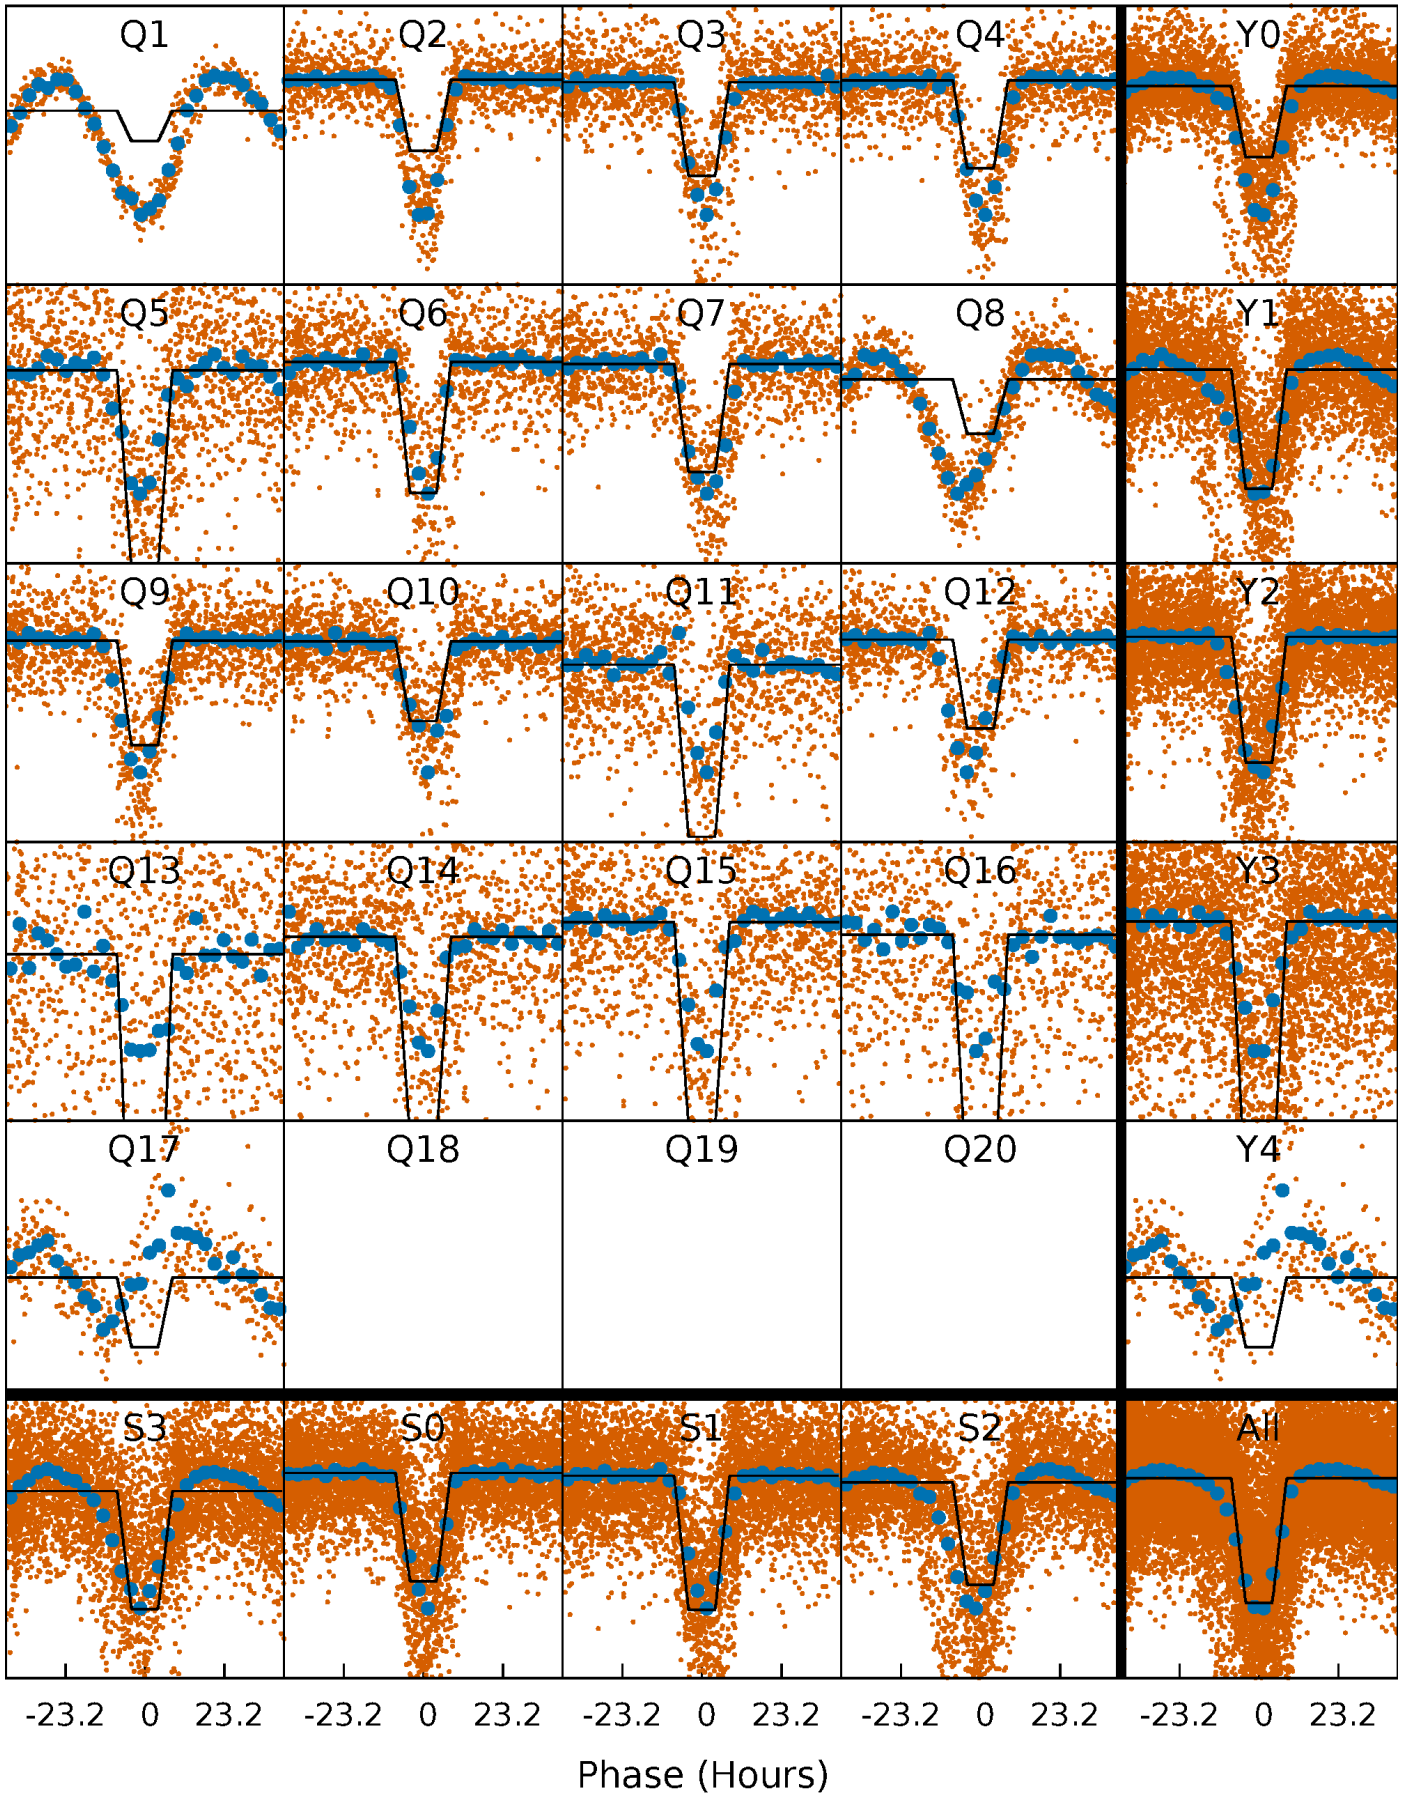 Q1 Q2 Q3 Q4 Y0
Q5 Q6 Q7 Q8 Y1
Q9 Q10 Q11 Q12 Y2
Q13 Q14 Q15 Q16 Y3
Q17 Q18 Q19 Q20 Y4
S3 S0 S1 S2 All
-23.2 0 23.2 -23.2 0 23.2 -23.2 0 23.2 -23.2 0 23.2 -23.2 0 23.2
Phase (Hours)